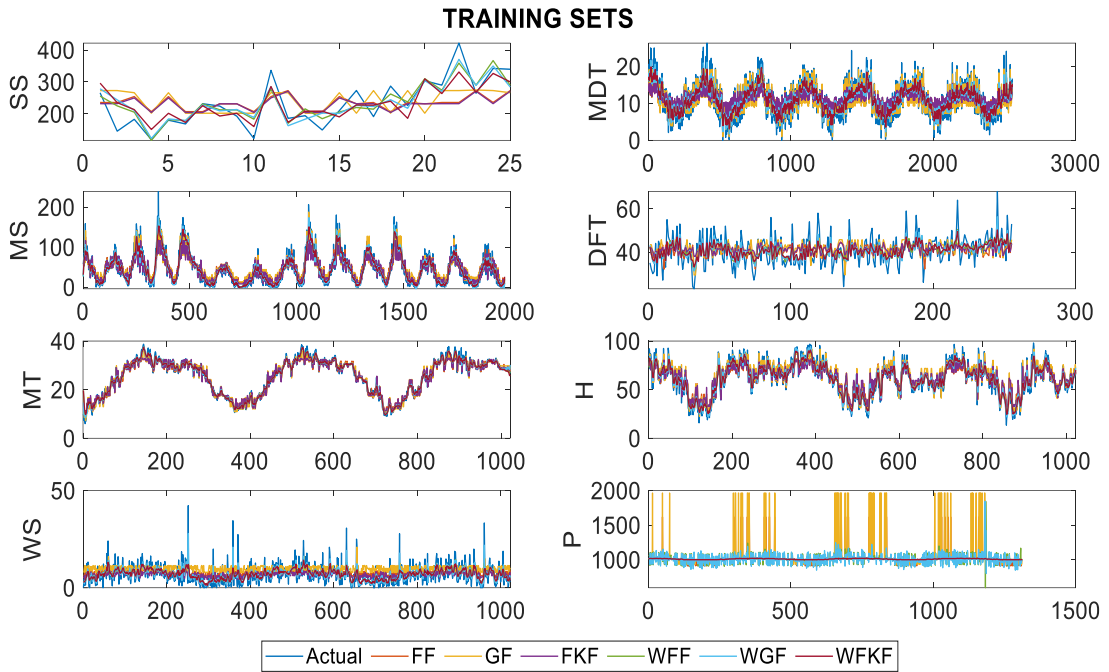 TRAINING SETS
SS
400
300
200
0 5 10 15 20 25
MDT
20
10
0
0 1000 2000 3000
MS
200
100
0
0 500 1000 1500 2000
DFT
60
40
0 100 200 300
MT
40
20
0
0 200 400 600 800 1000
H
100
50
0
0 200 400 600 800 1000
WS
50
0
0 200 400 600 800 1000
P
2000
1500
1000
0 500 1000 1500
Actual FF GF FKF WFF WGF WFKF